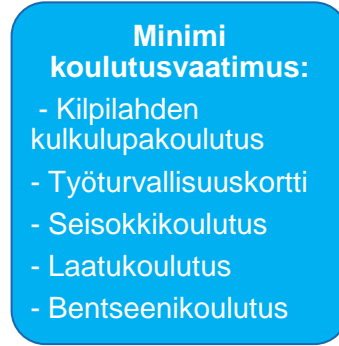 Minimi
koulutusvaatimus:
- Kilpilahden
kulkulupakoulutus
- Työturvallisuuskortti
- Seisokkikoulutus
- Laatukoulutus
- Bentseenikoulutus